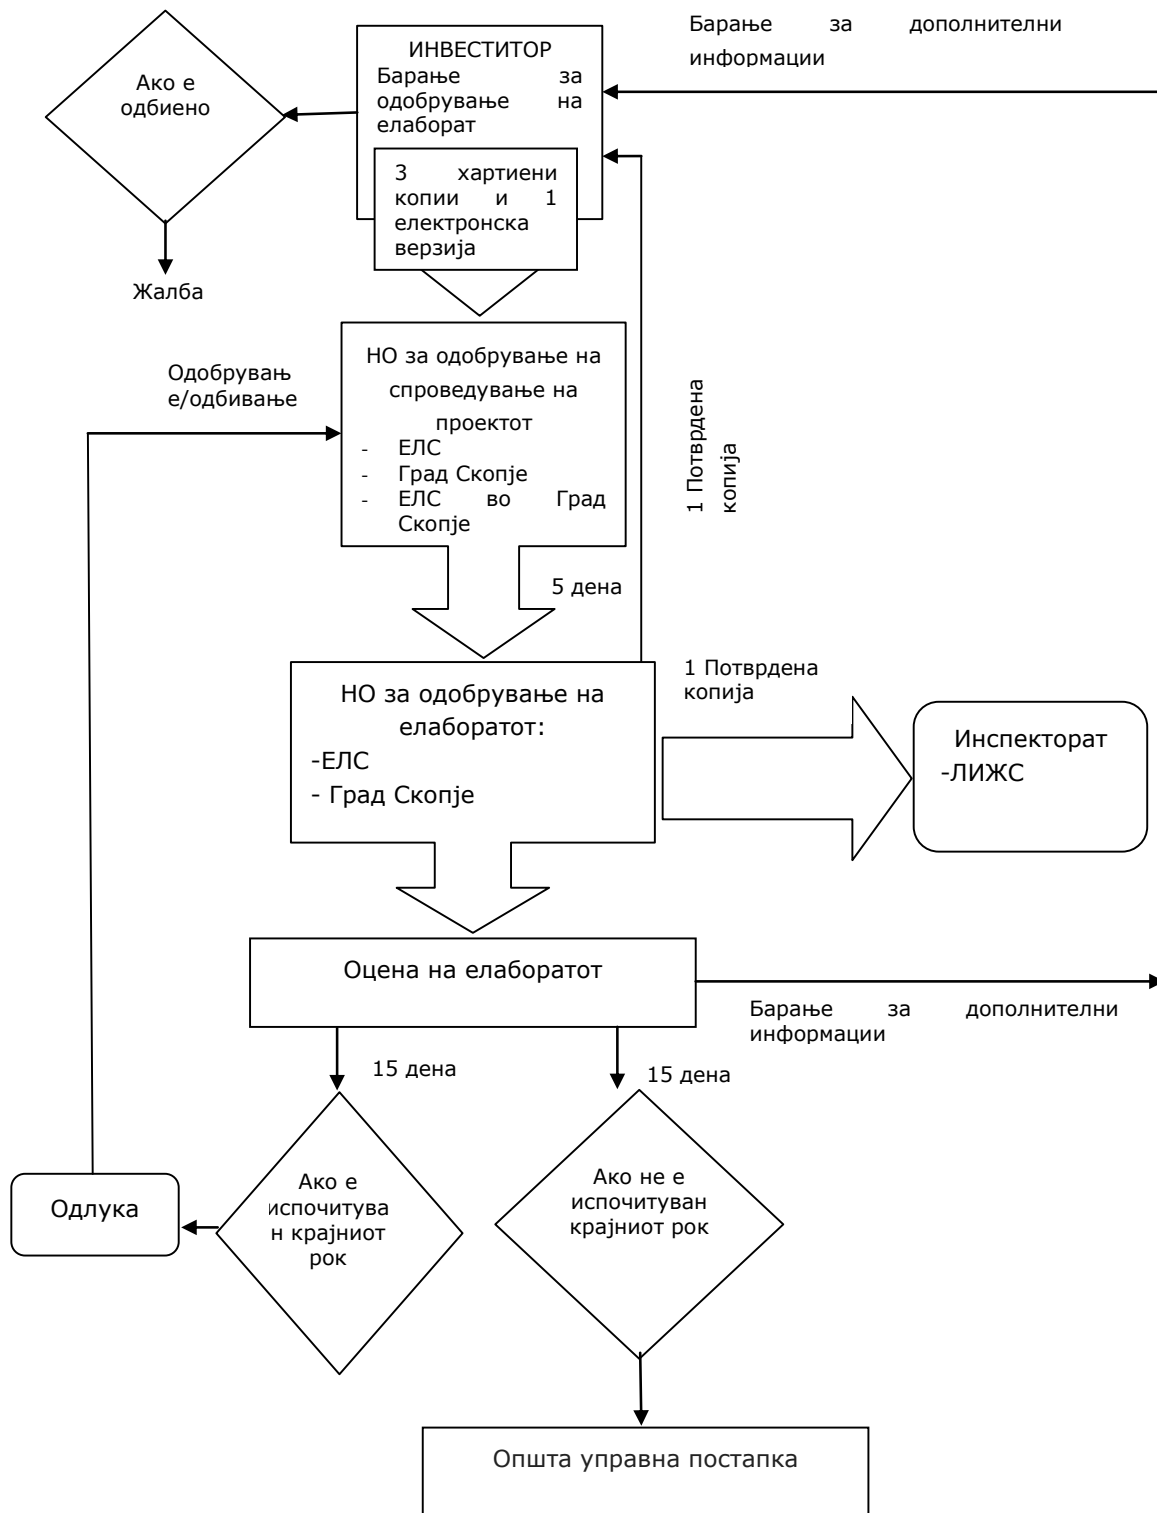 Барање за дополнителни
информации
ИНВЕСТИТОР
Барање за
одобрување на
елаборат
Ако е
одбиено
3 хартиени
копии и 1
електронска
верзија
Жалба
НО за одобрување на
спроведување на
проектот
- ЕЛС
- Град Скопје
- ЕЛС во Град
Скопје
Одобрувањ
е/одбивање
1 Потврдена
копија
5 дена
НО за одобрување на
елаборатот:
-ЕЛС
- Град Скопје
1 Потврдена
копија
Инспекторат
-ЛИЖС
Оцена на елаборатот
Барање за дополнителни
информации
15 дена
15 дена
Ако е
испочитува
н крајниот
рок
Ако не е
испочитуван
крајниот рок
Одлука
Општа управна постапка